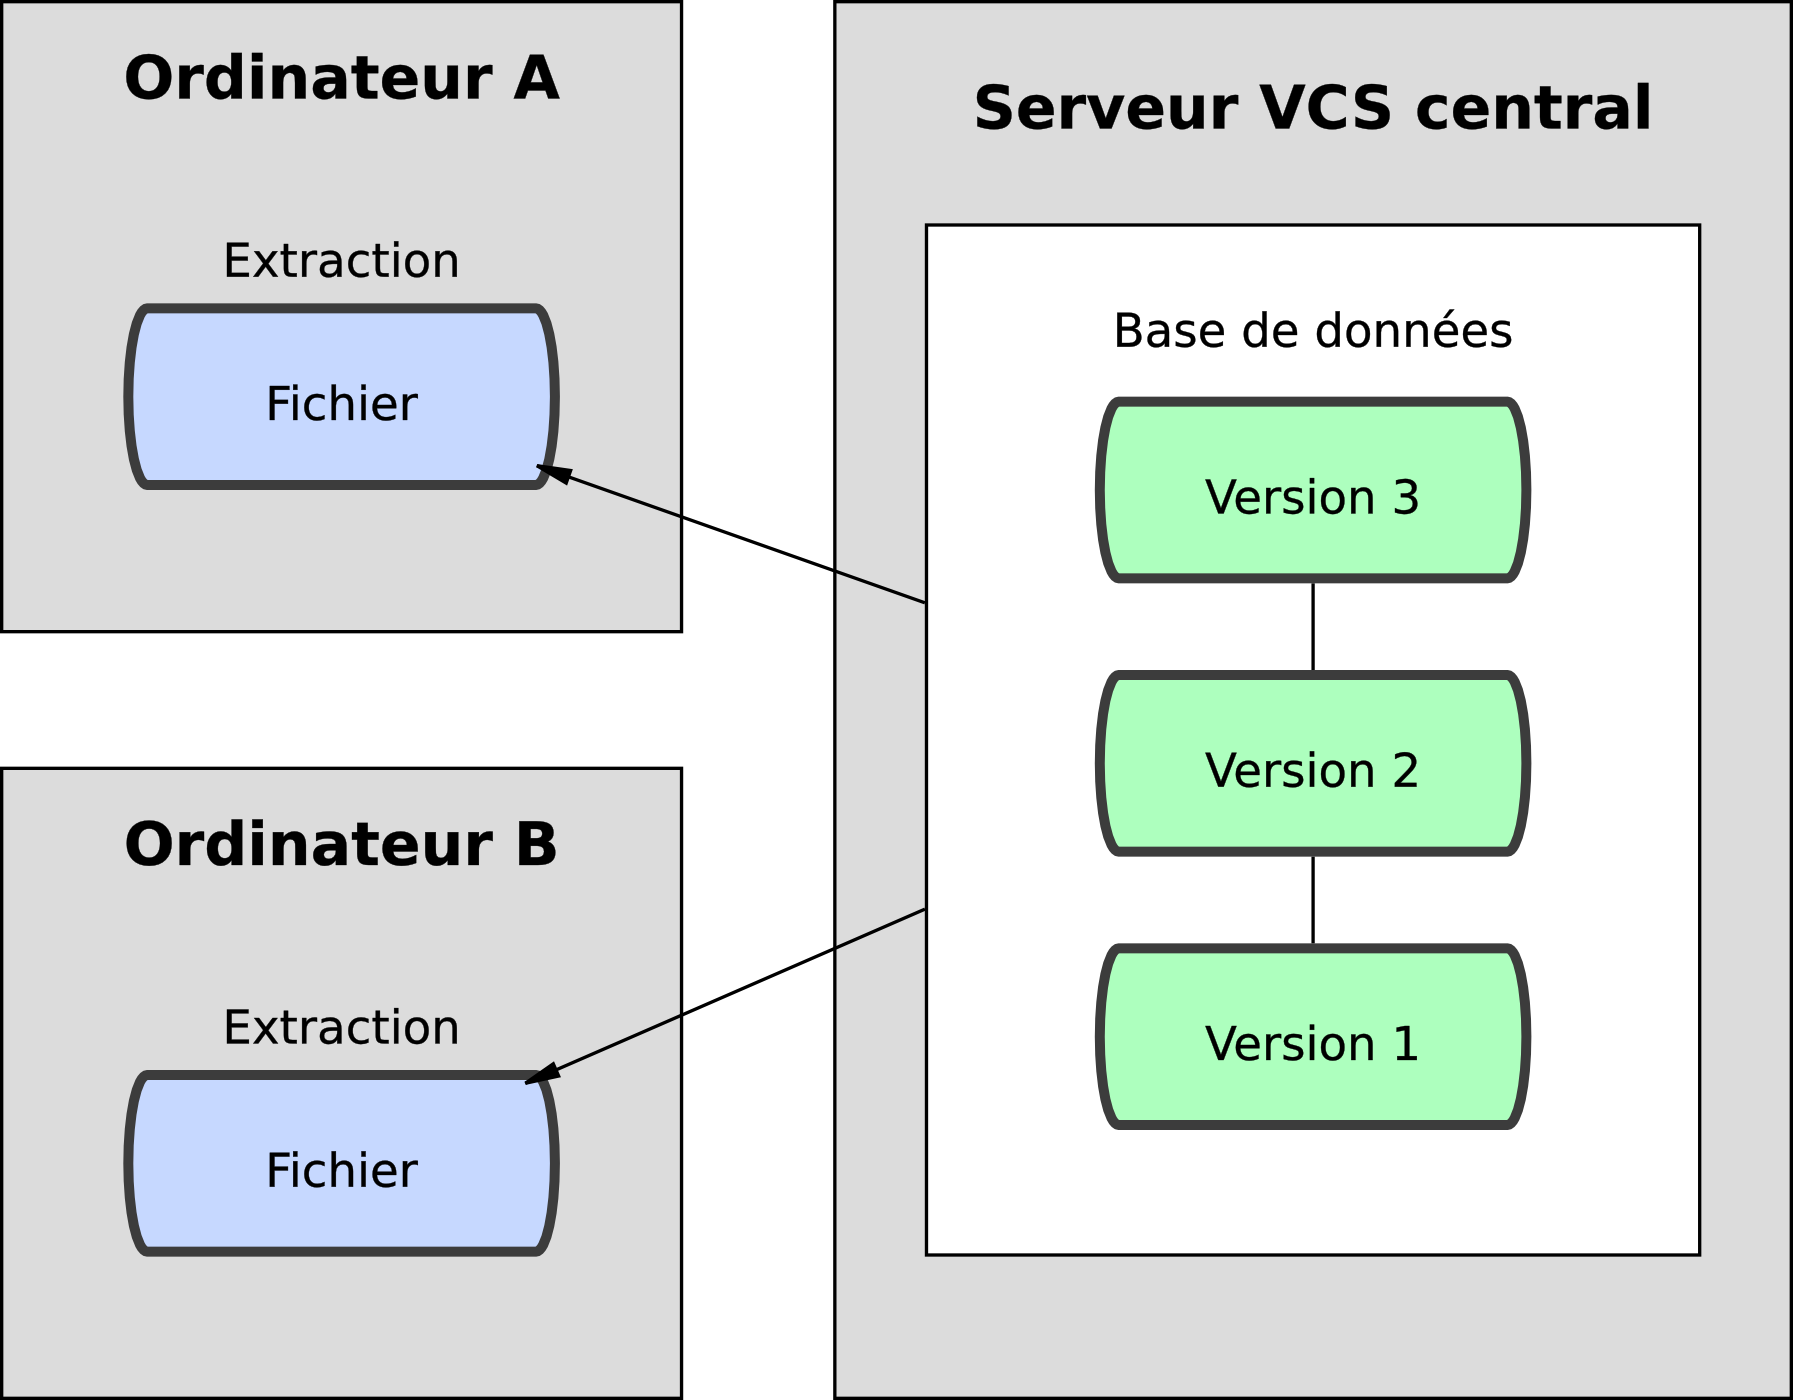 Ordinateur A
Extraction
Fichier
Ordinateur B
Extraction
Fichier
Serveur VCS central
Base de données
Version 3
Version 2
Version 1